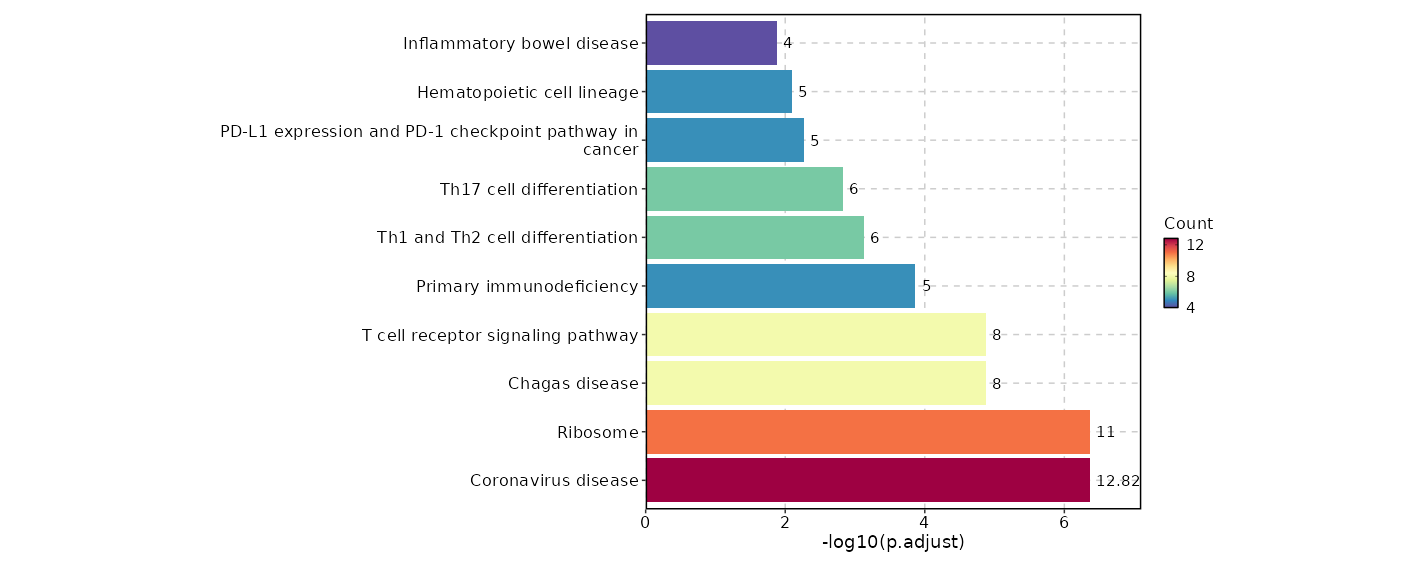 Inflammatory bowel disease 4
Hematopoietic cell lineage 5
PD-L1 expression and PD-1 checkpoint pathway in
cancer 5
Th17 cell differentiation 6
Th1 and Th2 cell differentiation 6
Primary immunodeficiency 5
T cell receptor signaling pathway 8
Chagas disease 8
Ribosome 11
Coronavirus disease 12.82
0 2 4 6
-log10(p.adjust)
Count
12
8
4